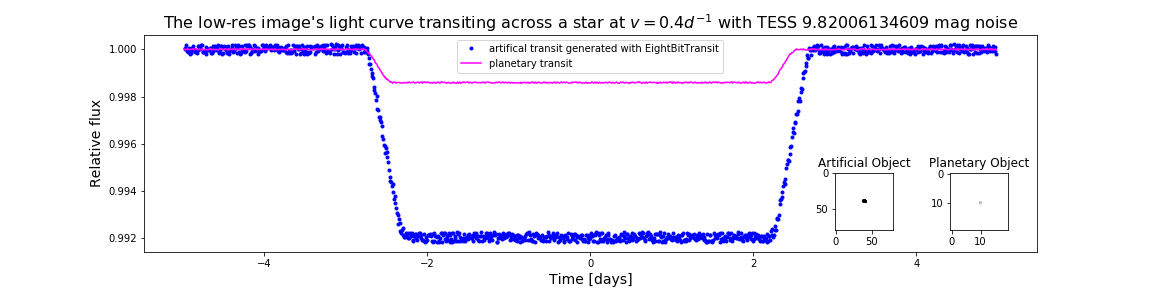 The low-res image's light curve transiting across a star at v = 0.4d⁻¹ with TESS 9.82006134609 mag noise
artifical transit generated with EightBitTransit
planetary transit
Relative flux
1.000
0.998
0.996
0.994
0.992
−4
−2
0
2
4
Time [days]
Artificial Object
0
50
0
50
Planetary Object
0
10
0
10